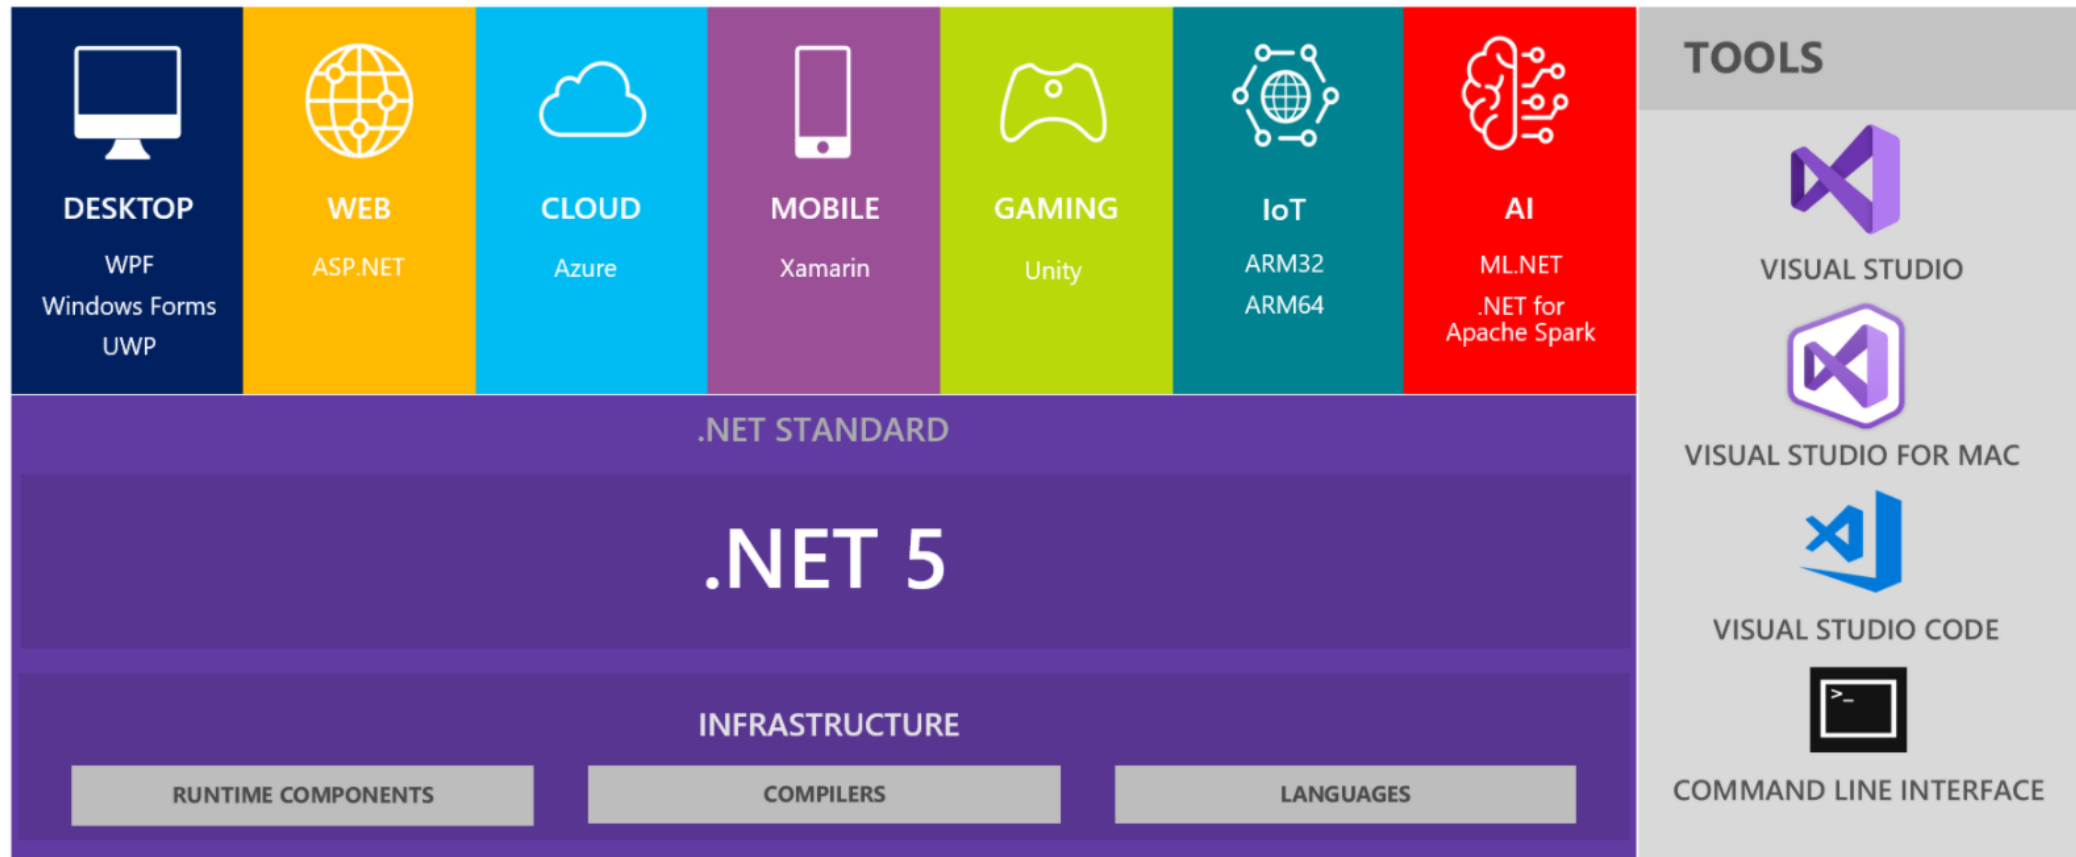 DESKTOP
WPF
Windows Forms
UWP
WEB
ASP.NET
CLOUD
Azure
MOBILE
Xamarin
GAMING
Unity
IoT
ARM32
ARM64
AI
ML.NET
.NET for
Apache Spark
.NET STANDARD
.NET 5
INFRASTRUCTURE
RUNTIME COMPONENTS
COMPILERS
LANGUAGES
TOOLS
VISUAL STUDIO
VISUAL STUDIO FOR MAC
VISUAL STUDIO CODE
>_
COMMAND LINE INTERFACE